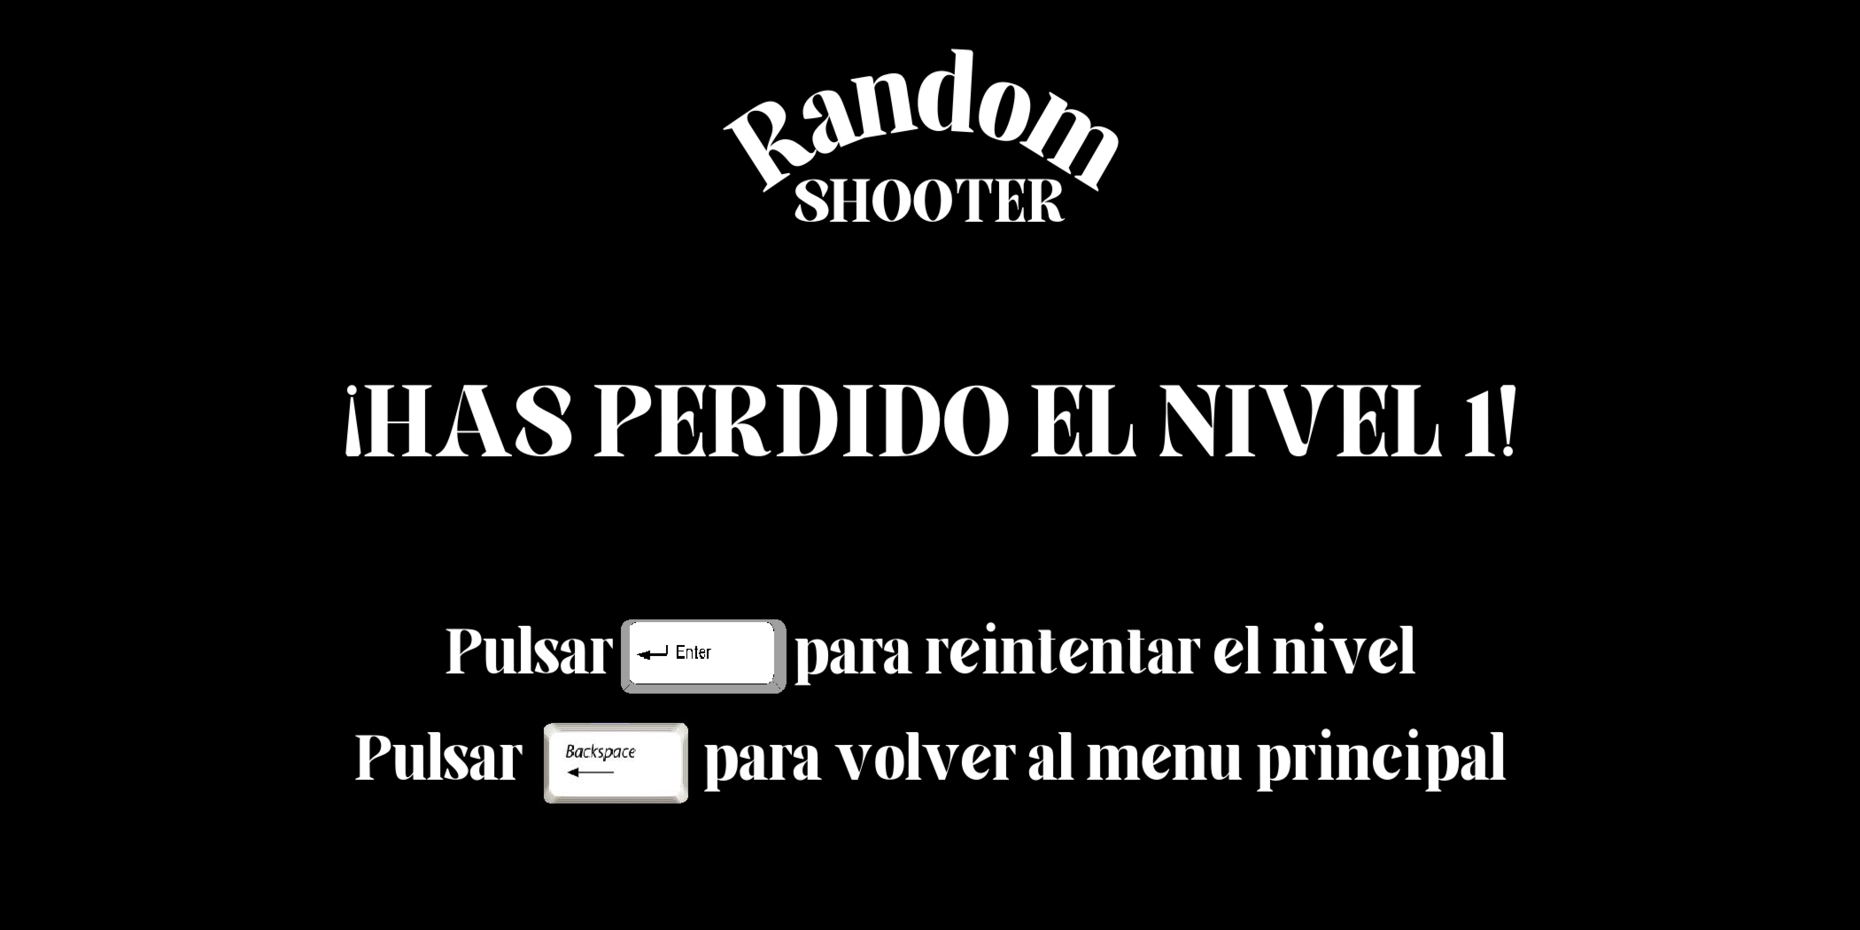 Random
SHOOTER
¡HAS PERDIDO EL NIVEL 1!
Pulsar Enter para reintentar el nivel
Pulsar Backspace para volver al menu principal